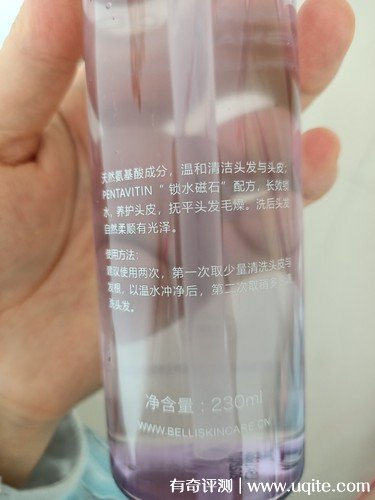 天然氨基酸成分，温和清洁头发与头皮；
PENTAVITIN “锁水磁石”配方，长效锁
水，养护头皮，抚平头发毛燥。洗后头发
自然柔顺有光泽。
使用方法：
建议使用两次，第一次取少量清洗头皮与
发根，以温水冲净后，第二次取
洗头发。
净含量：230ml
WWW.BELLISKINCARE.CN
有奇评测｜www.uqite.com